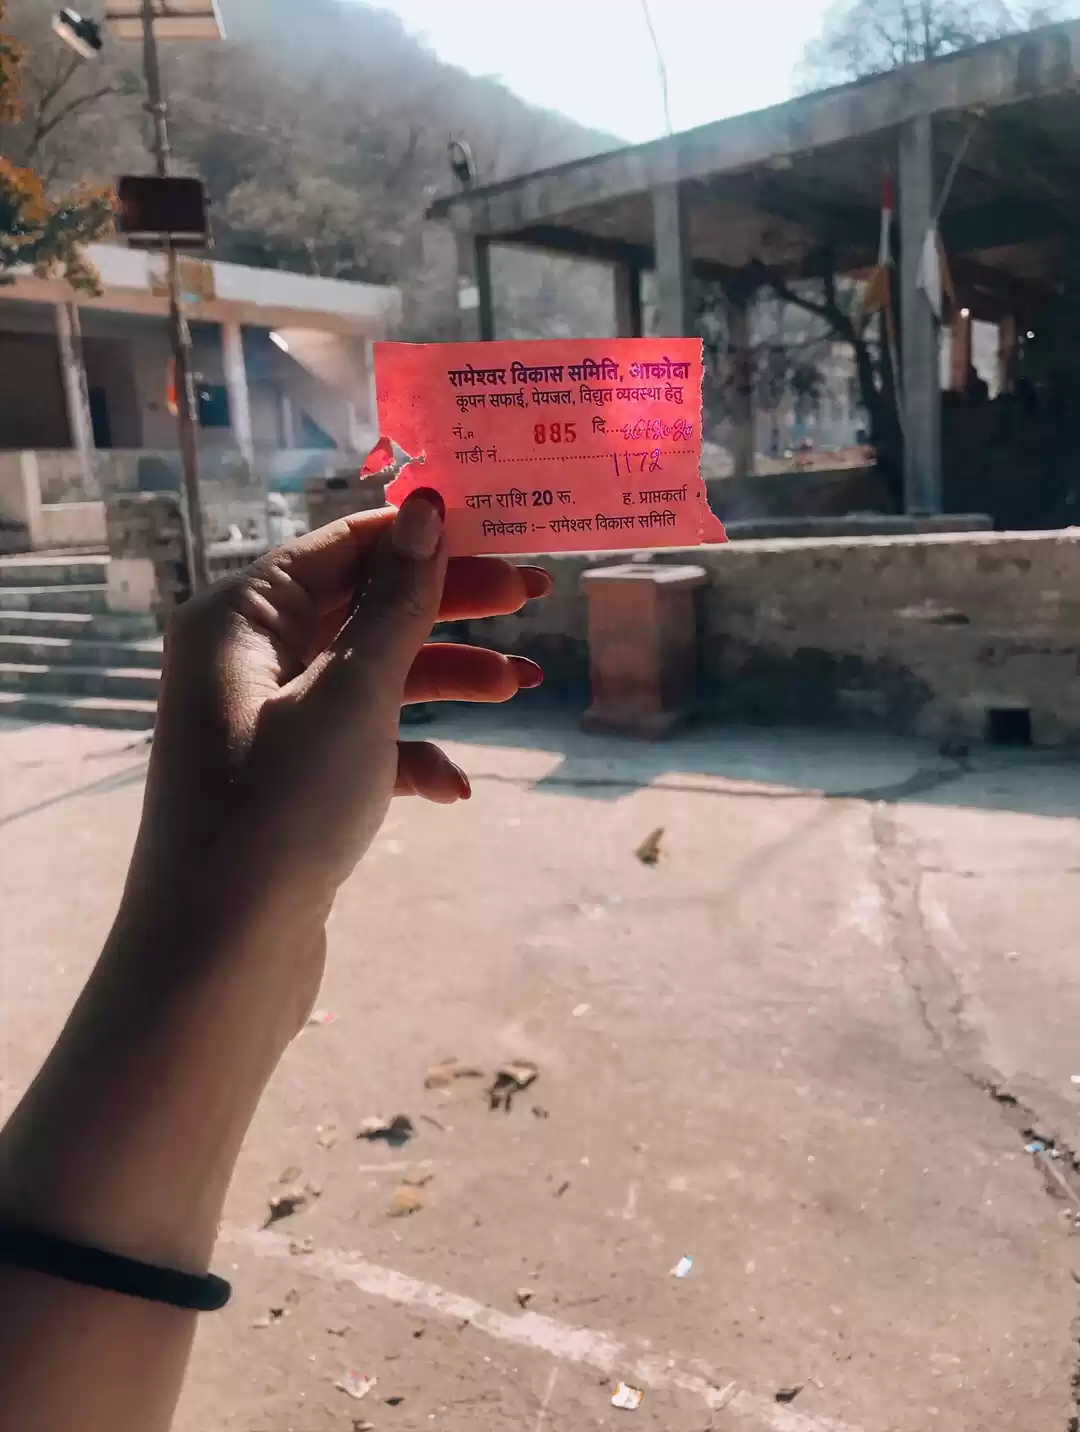 रामेश्वर विकास समिति, आकोदा
कूपन सफाई, पेयजल, विद्युत व्यवस्था हेतु
नं.R 885 दि......
गाडी नं.......................................... 1172
दान राशि 20 रू. ह. प्राप्तकर्ता
निवेदक :– रामेश्वर विकास समिति